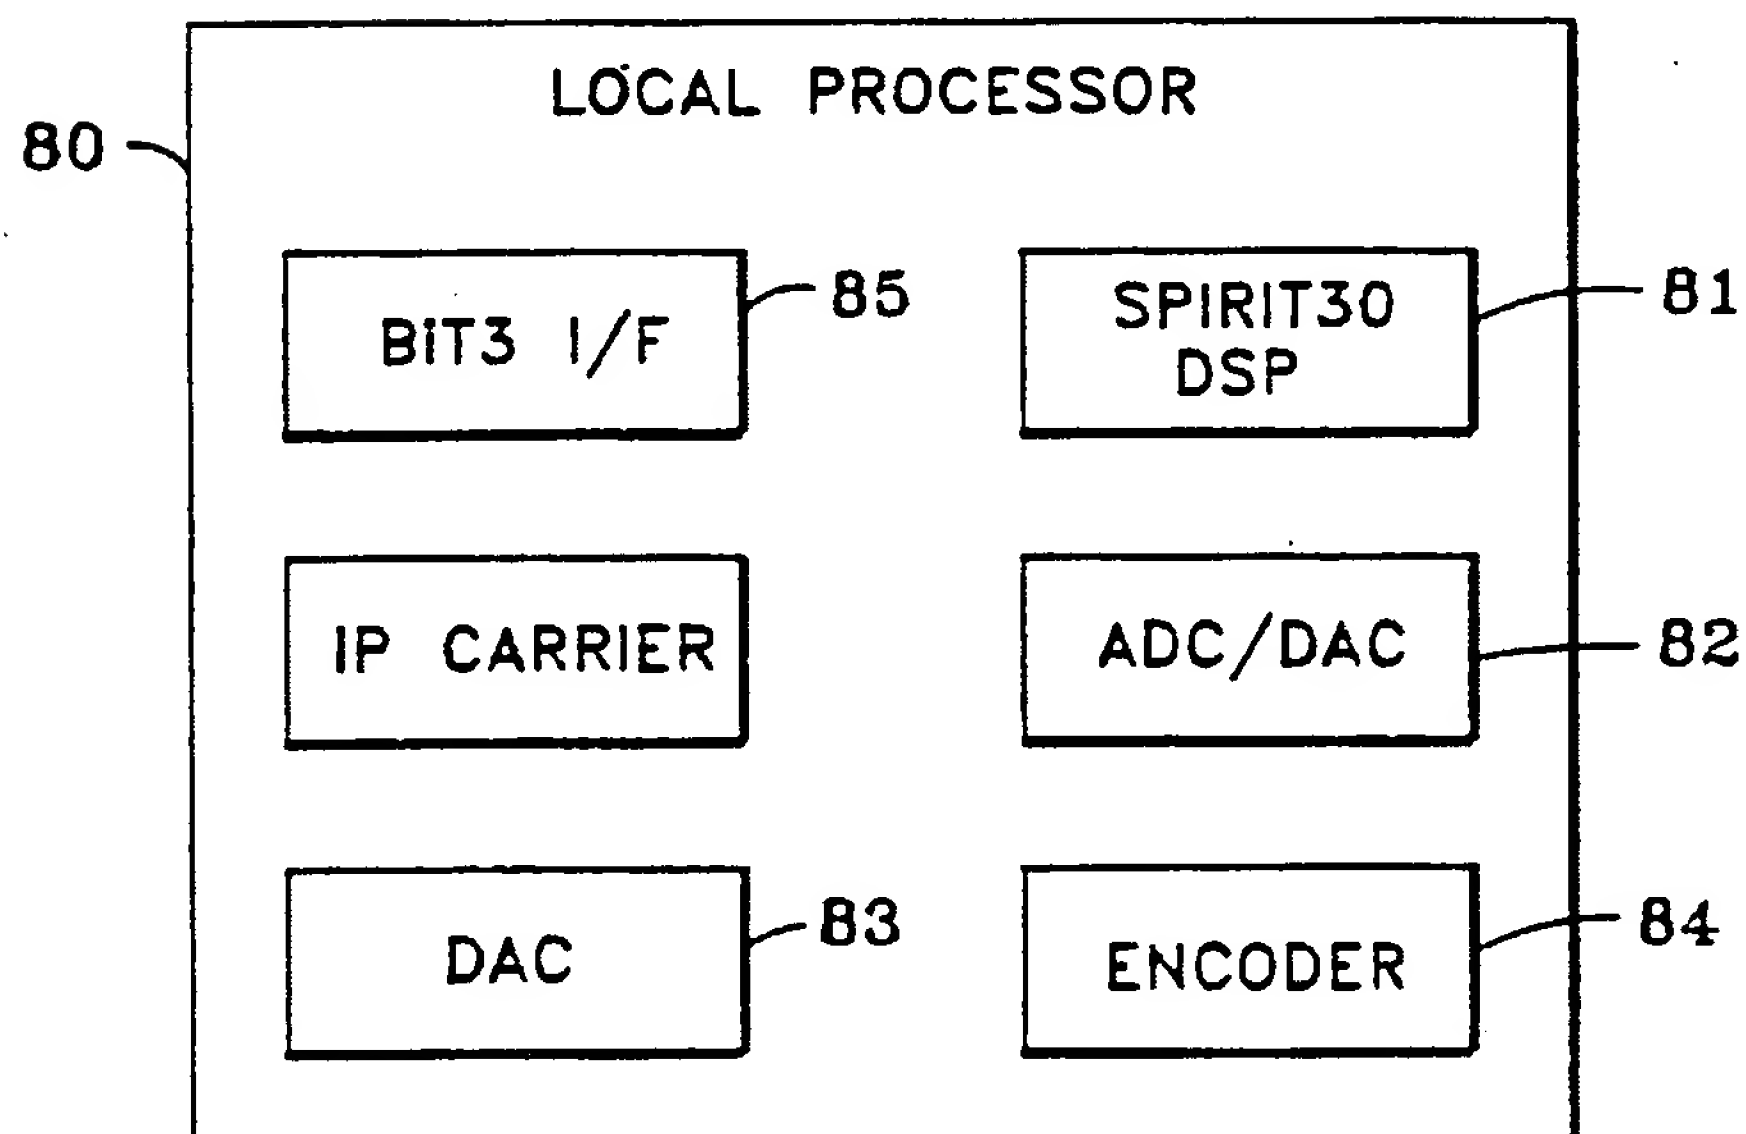 LOCAL PROCESSOR
80
BIT3 I/F
85
SPIRIT30
DSP
81
IP CARRIER
ADC/DAC
82
DAC
83
ENCODER
84